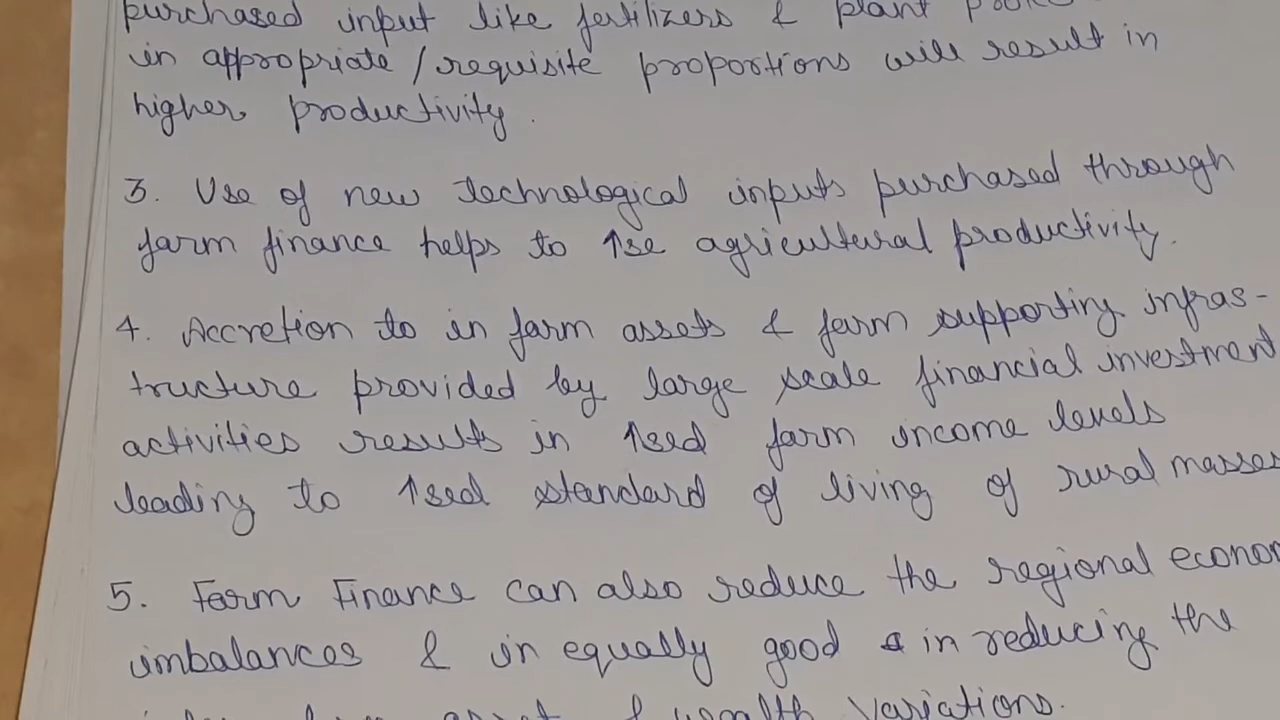 purchased input like fertilizers & plant
in appropriate / requisite proportions will result in
higher productivity.
3. Use of new technological inputs purchased through
farm finance helps to ↑se agricultural productivity.
4. Accretion to in farm assets & farm supporting infras-
tructure provided by large scale financial investment
activities results in ↑sed farm income levels
leading to ↑sed standard of living of rural masses
5. Farm Finance can also reduce the regional econo
imbalances & in equally good & in reducing the
& wealth variations.